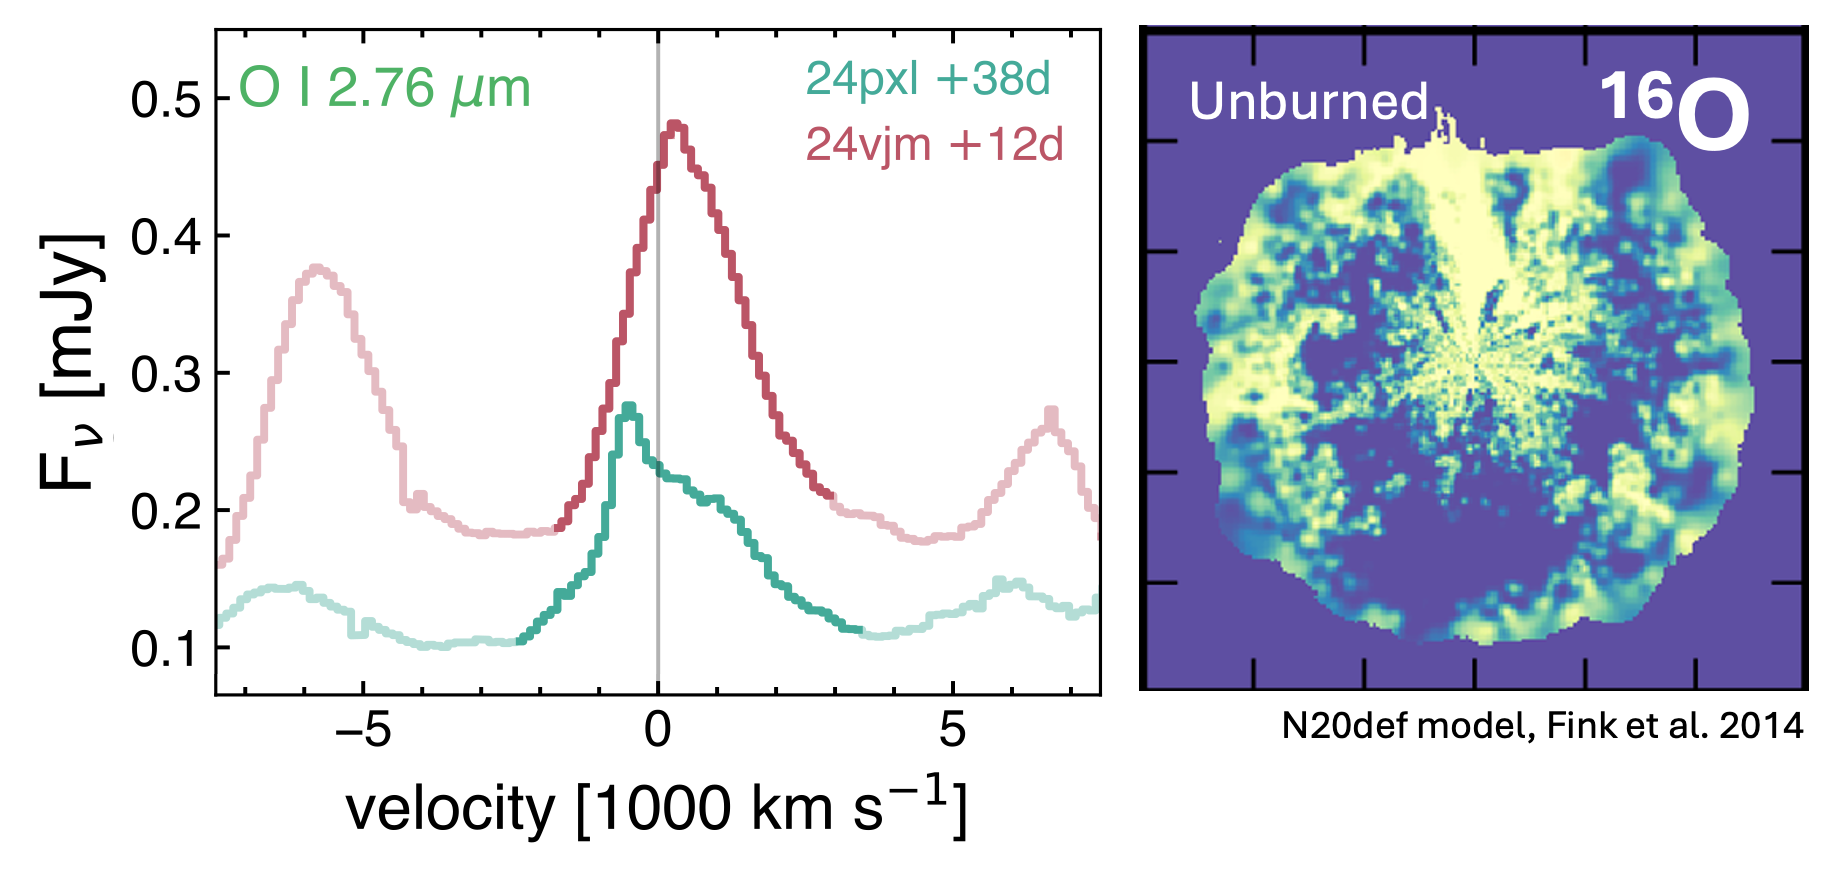 O I 2.76 μm
24pxl +38d
24vjm +12d
0.5
0.4
0.3
0.2
0.1
Fν [mJy]
−5 0 5
velocity [1000 km s−1]
Unburned 16O
N20def model, Fink et al. 2014